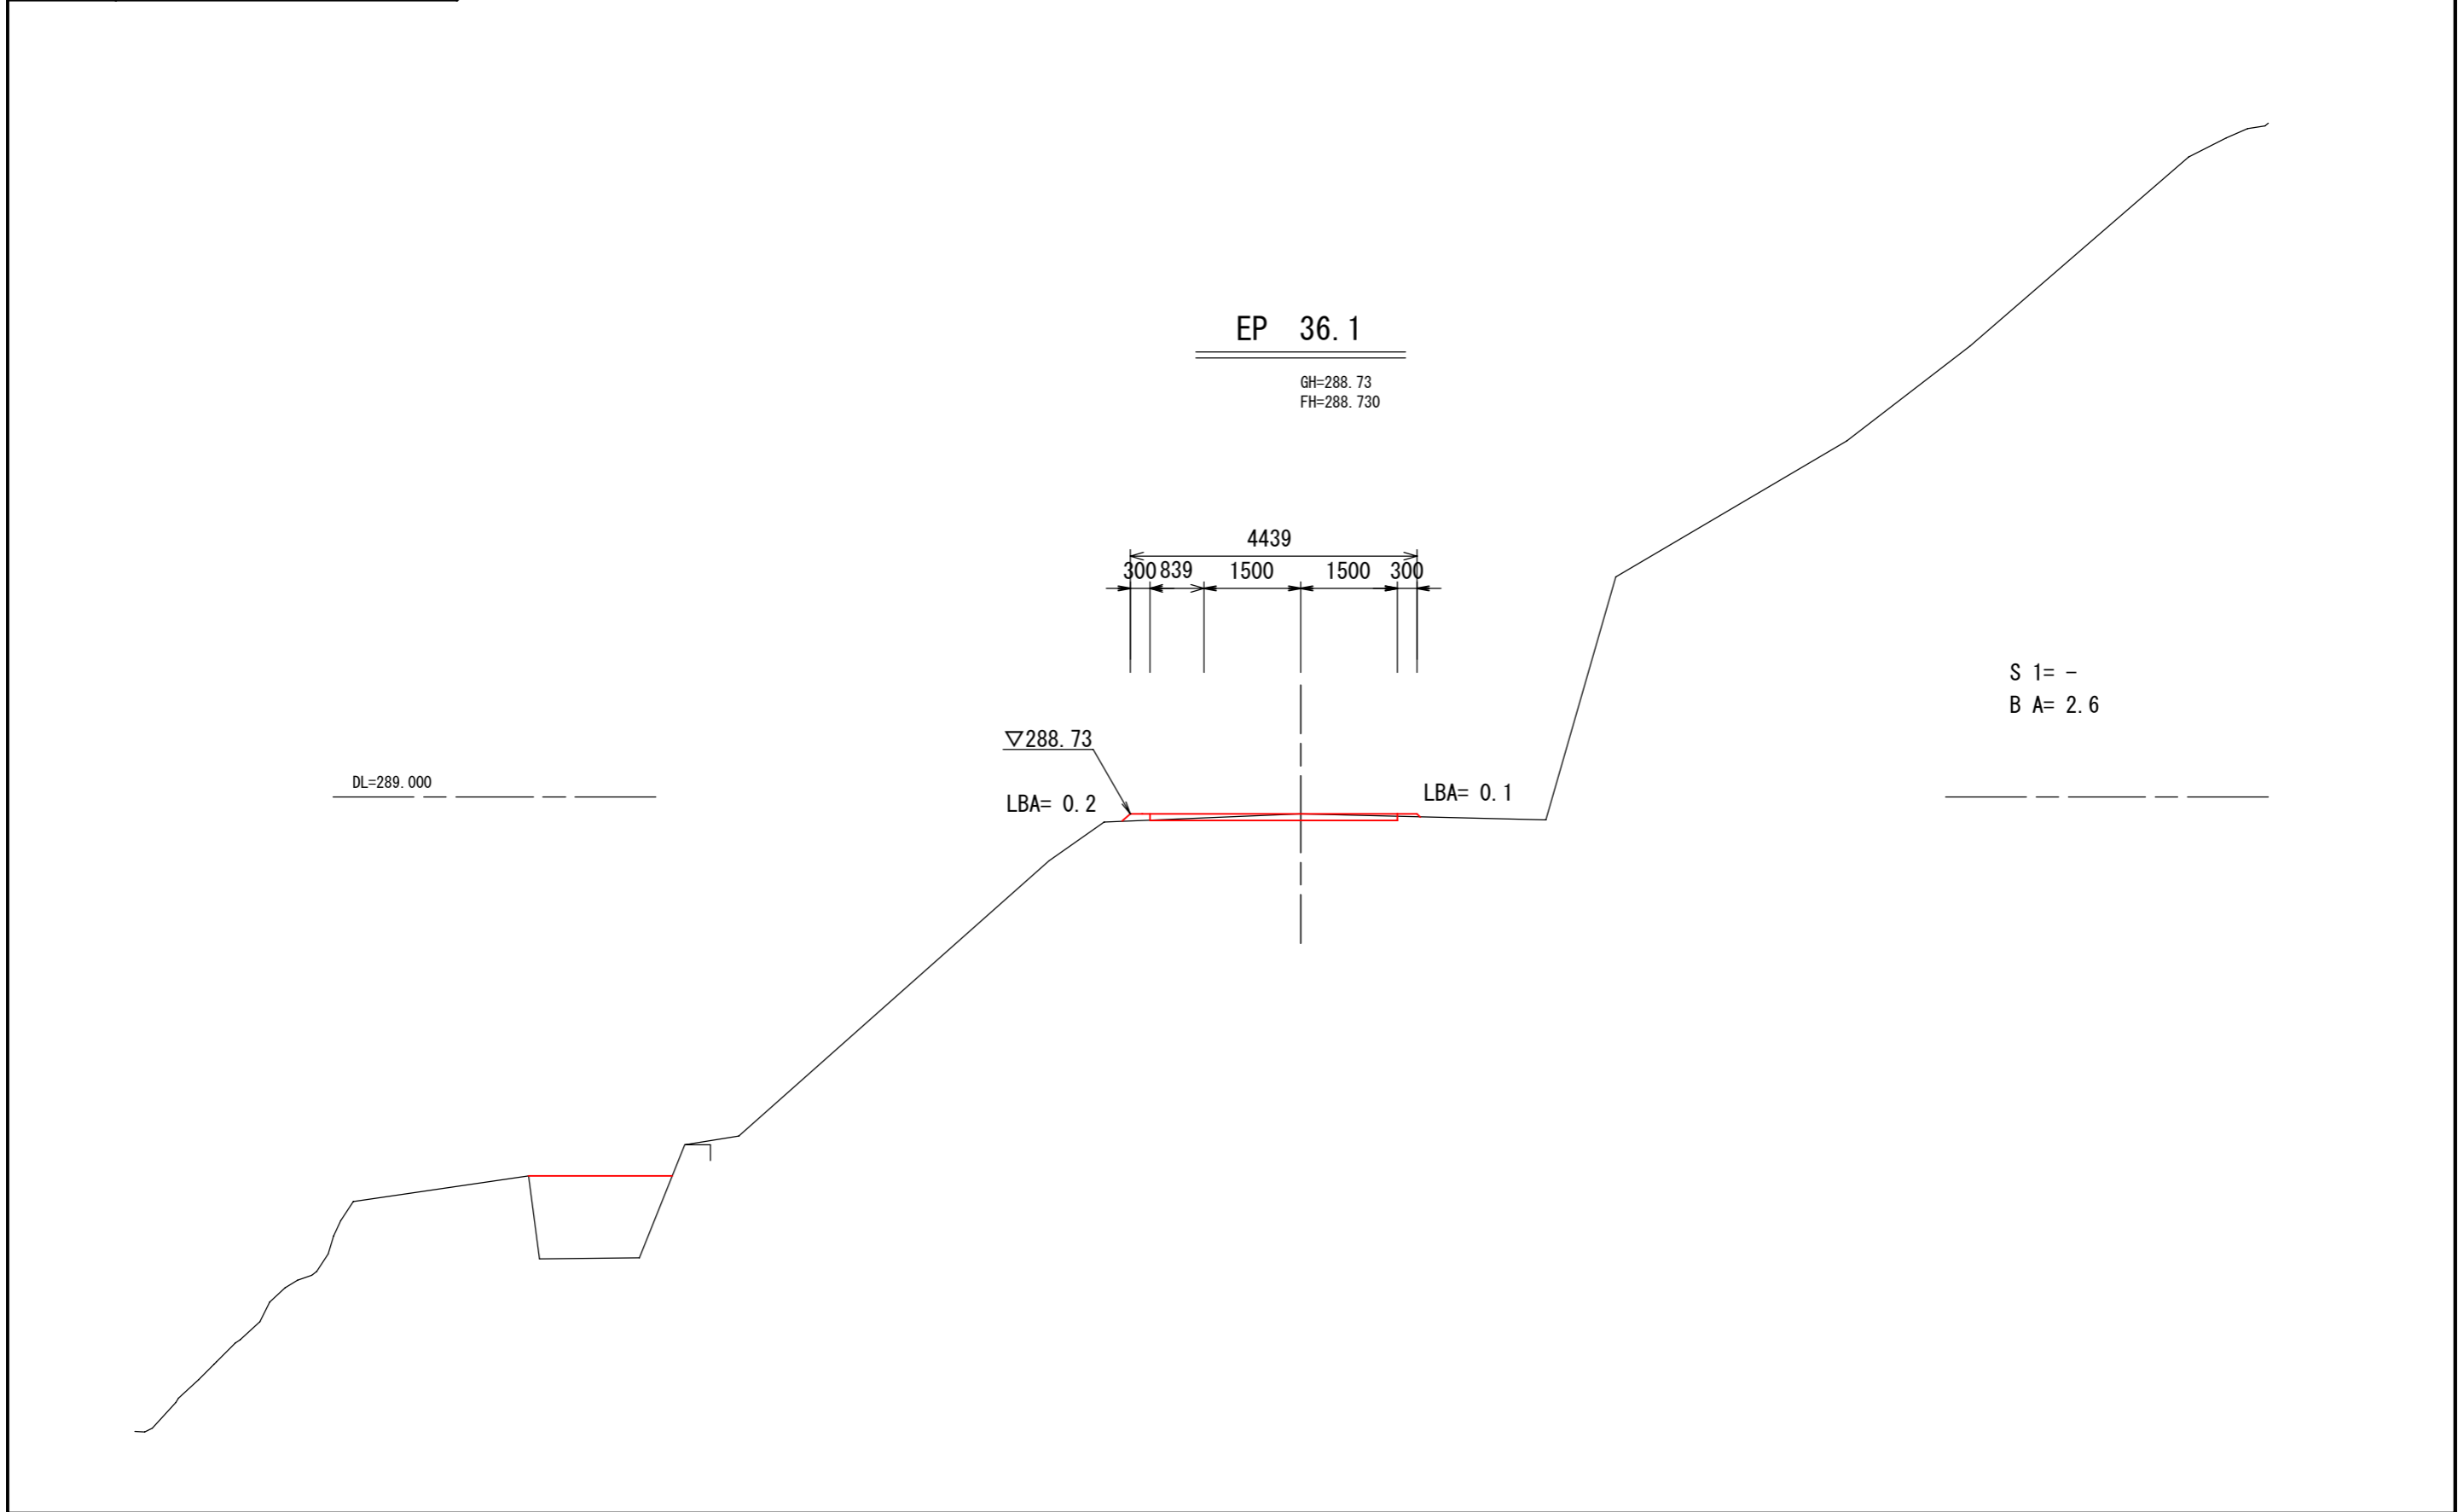 EP 36.1
GH=288.73
FH=288.730
4439
300 839 1500 1500 300
S 1= -
B A= 2.6
▽288.73
DL=289.000
LBA= 0.2
LBA= 0.1